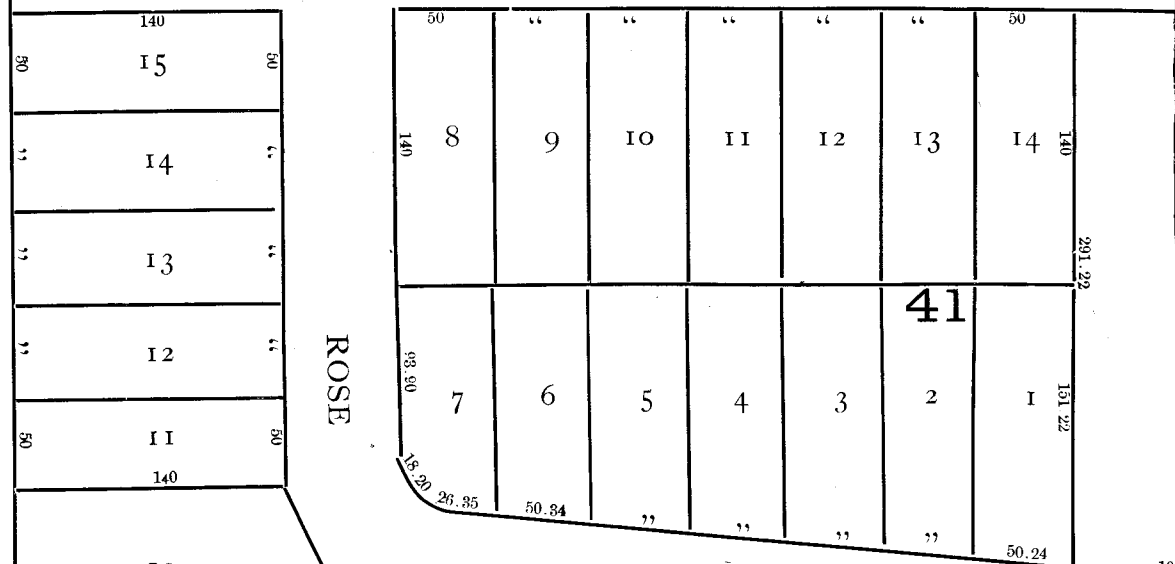 140
50 15 50
,, 14 ,,
,, 13 ,,
,, 12 ,,
50 11 50
140
ROSE
50 ,, ,, ,, ,, ,, 50
140 8 9 10 11 12 13 14 140
291.22
41
93.90 7 6 5 4 3 2 1 151.22
18.20 26.35 50.34 ,, ,, ,, ,, 50.24